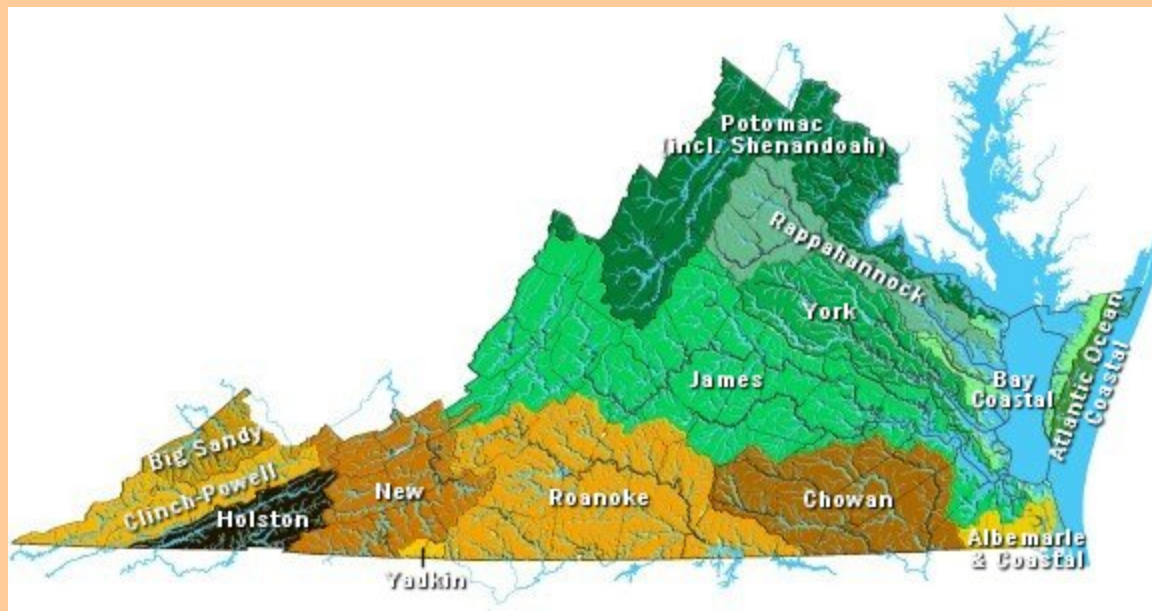 Potomac
(incl. Shenandoah)
Rappahannock
York
James
Bay
Coastal
Atlantic Ocean
Coastal
Big Sandy
Clinch-Powell
Holston
New
Roanoke
Chowan
Albemarle
& Coastal
Yadkin